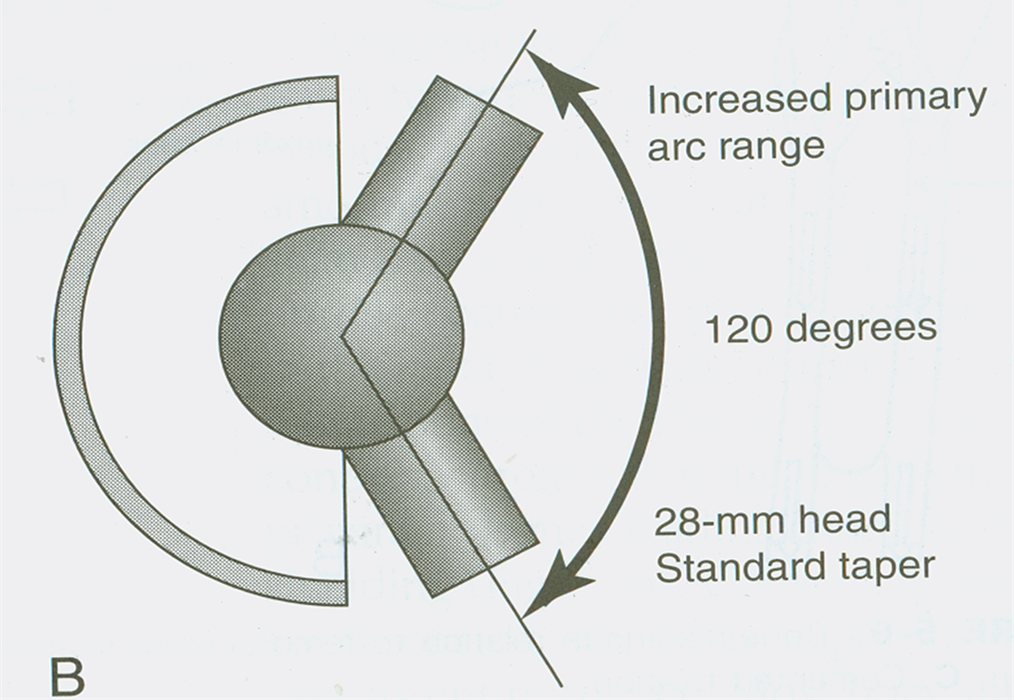 Increased primary
arc range
120 degrees
28-mm head
Standard taper
B